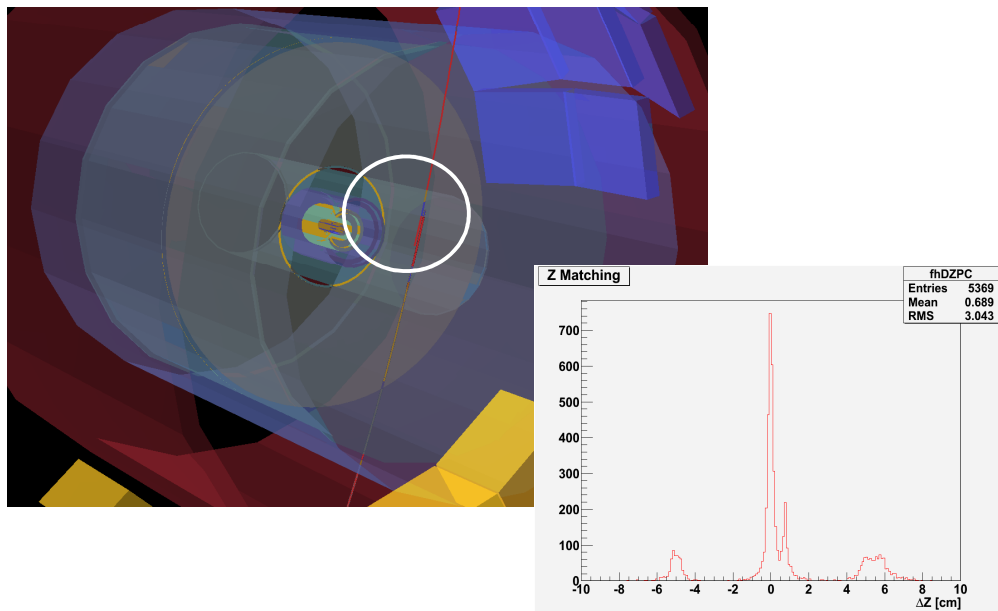 Z Matching
fhDZPC
Entries 5369
Mean 0.689
RMS 3.043
700
600
500
400
300
200
100
0
-10 -8 -6 -4 -2 0 2 4 6 8 10
ΔZ [cm]